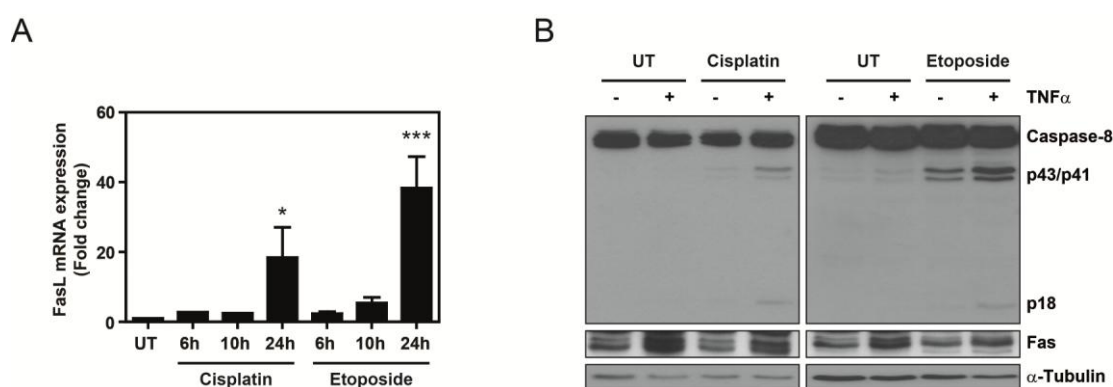 A
FasL mRNA expression
(Fold change)
60
40
20
0
*
***
UT 6h 10h 24h 6h 10h 24h
Cisplatin Etoposide
B
UT Cisplatin UT Etoposide
- + - + - + - + TNFα
Caspase-8
p43/p41
p18
Fas
α-Tubulin